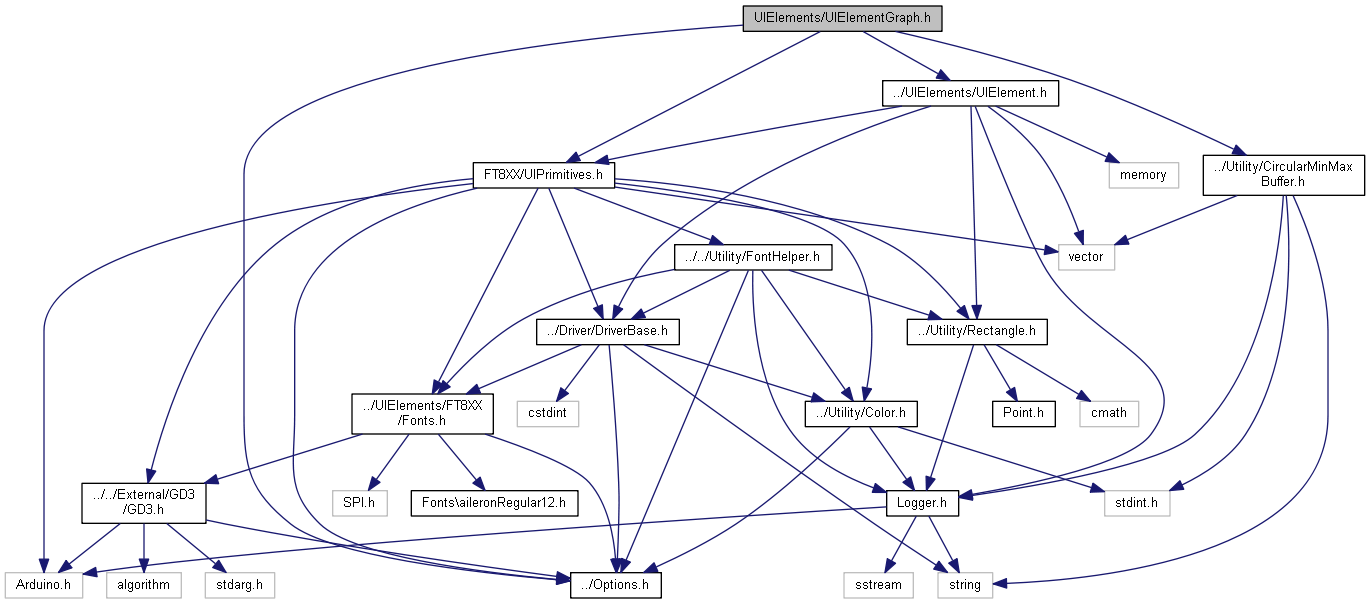 UIElements/UIElementGraph.h
../UIElements/UIElement.h
FT8XX/UIPrimitives.h
memory
../Utility/CircularMinMax
Buffer.h
../../Utility/FontHelper.h
vector
../Driver/DriverBase.h
../Utility/Rectangle.h
../UIElements/FT8XX
/Fonts.h
cstdint
../Utility/Color.h
Point.h
cmath
../../External/GD3
/GD3.h
SPI.h
Fonts\aileronRegular12.h
Logger.h
stdint.h
Arduino.h
algorithm
stdarg.h
../Options.h
sstream
string